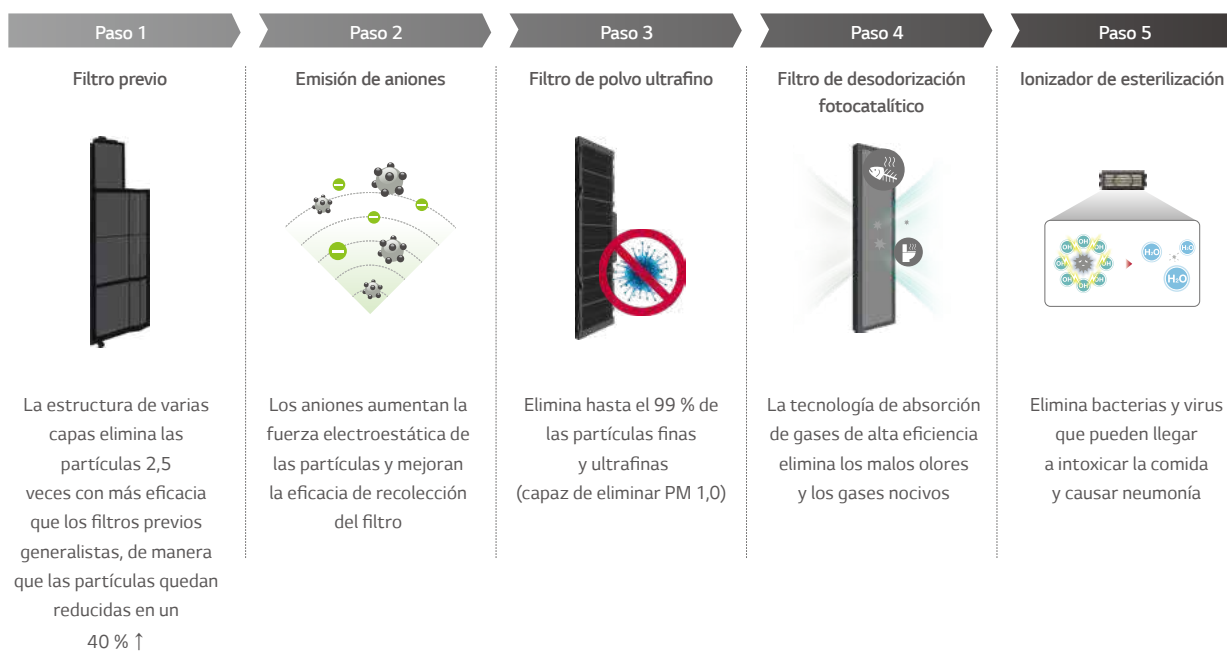 Paso 1
Paso 2
Paso 3
Paso 4
Paso 5
Filtro previo
Emisión de aniones
Filtro de polvo ultrafino
Filtro de desodorización
fotocatalítico
Ionizador de esterilización
OH
OH
OH
OH
OH
OH
OH
OH
H₂O
H₂O
H₂O
La estructura de varias
capas elimina las
partículas 2,5
veces con más eficacia
que los filtros previos
generalistas, de manera
que las partículas quedan
reducidas en un
40 % ↑
Los aniones aumentan la
fuerza electroestática de
las partículas y mejoran
la eficacia de recolección
del filtro
Elimina hasta el 99 % de
las partículas finas
y ultrafinas
(capaz de eliminar PM 1,0)
La tecnología de absorción
de gases de alta eficiencia
elimina los malos olores
y los gases nocivos
Elimina bacterias y virus
que pueden llegar
a intoxicar la comida
y causar neumonía